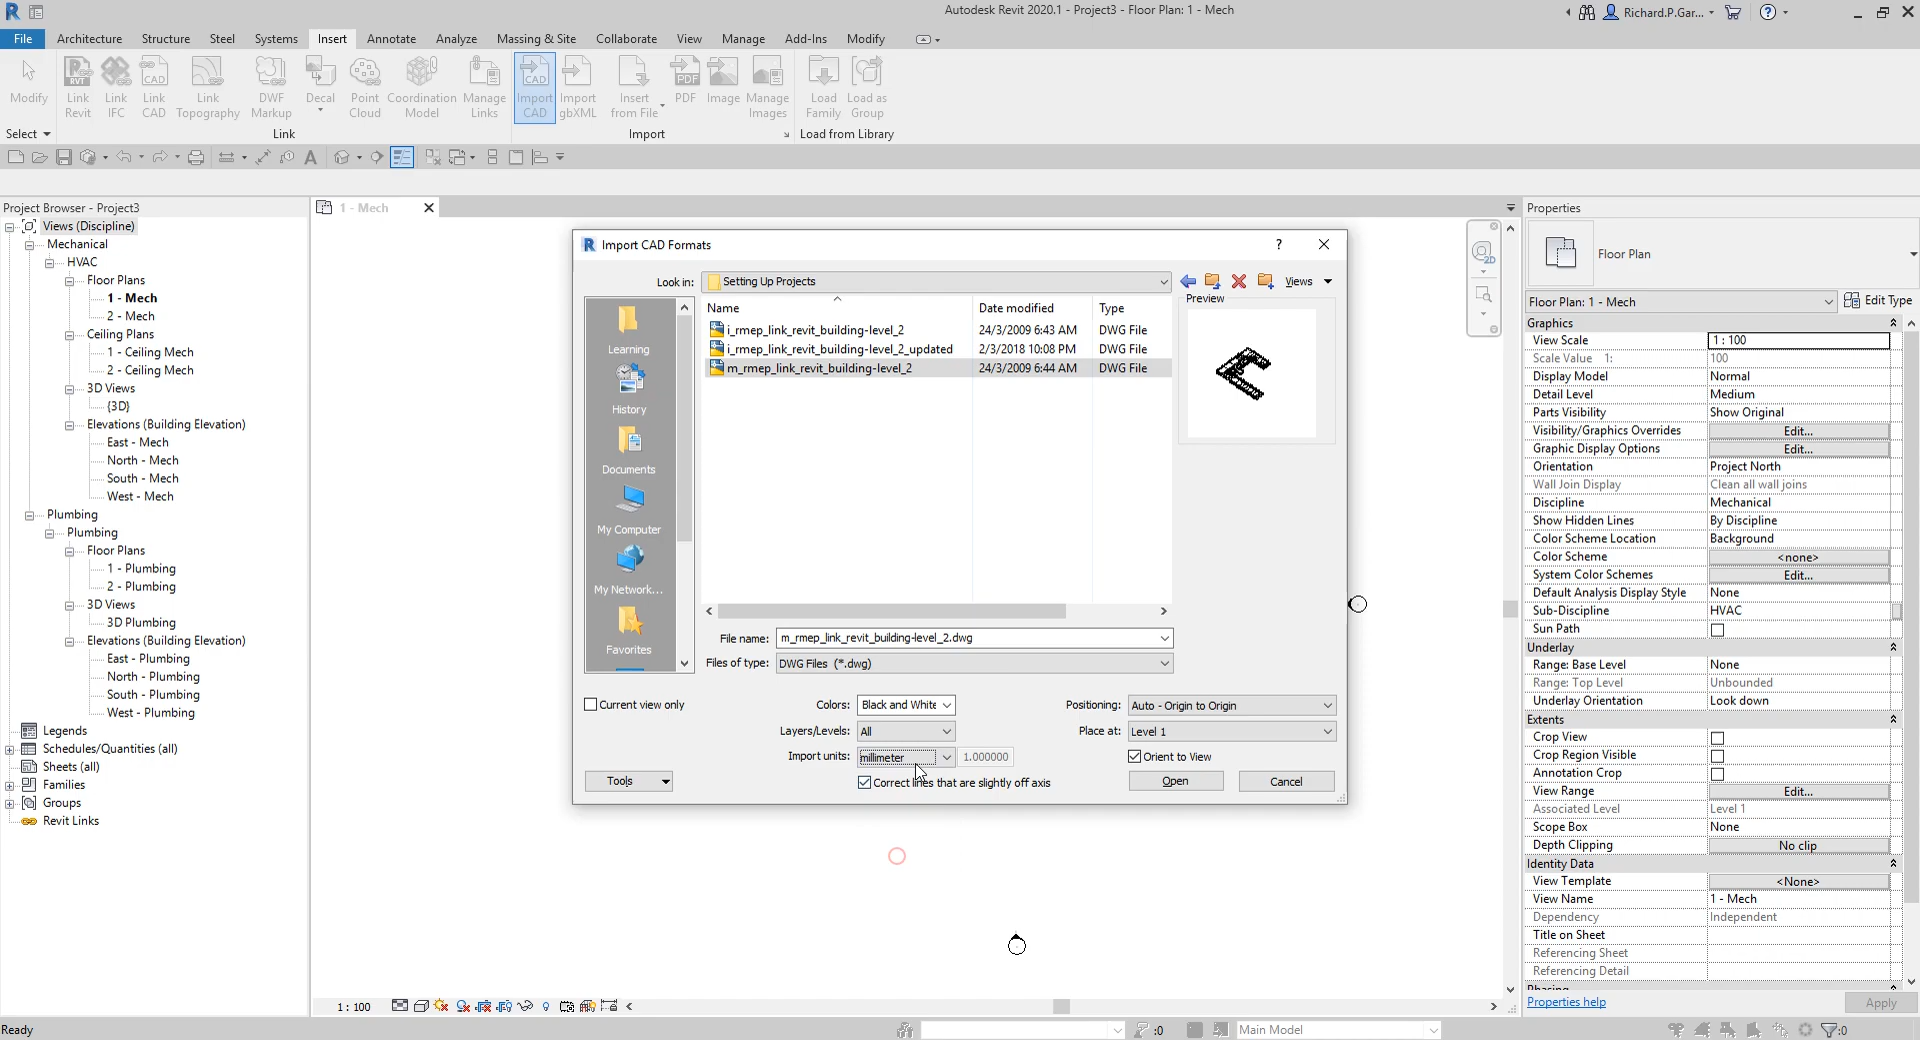 Autodesk Revit 2020.1 - Project3 - Floor Plan: 1 - Mech
Richard.P.Gar...
File Architecture Structure Steel Systems Insert Annotate Analyze Massing & Site Collaborate View Manage Add-Ins Modify
Modify
Link Revit
Link IFC
Link CAD
Link Topography
DWF Markup
Decal
Point Cloud
Coordination Model
Manage Links
Import CAD
Import gbXML
Insert from File
PDF
Image
Manage Images
Load Family
Load as Group
Select Link Import Load from Library
Project Browser - Project3
Views (Discipline)
Mechanical
HVAC
Floor Plans
1 - Mech
2 - Mech
Ceiling Plans
1 - Ceiling Mech
2 - Ceiling Mech
3D Views
{3D}
Elevations (Building Elevation)
East - Mech
North - Mech
South - Mech
West - Mech
Plumbing
Plumbing
Floor Plans
1 - Plumbing
2 - Plumbing
3D Views
3D Plumbing
Elevations (Building Elevation)
East - Plumbing
North - Plumbing
South - Plumbing
West - Plumbing
Legends
Schedules/Quantities (all)
Sheets (all)
Families
Groups
Revit Links
1 - Mech
Import CAD Formats
Look in: Setting Up Projects
Views
Learning
History
Documents
My Computer
My Network...
Favorites
Name Date modified Type
i_rmep_link_revit_building-level_2 24/3/2009 6:43 AM DWG File
i_rmep_link_revit_building-level_2_updated 2/3/2018 10:08 PM DWG File
m_rmep_link_revit_building-level_2 24/3/2009 6:44 AM DWG File
Preview
File name: m_rmep_link_revit_building-level_2.dwg
Files of type: DWG Files (*.dwg)
Current view only
Colors: Black and White
Positioning: Auto - Origin to Origin
Layers/Levels: All
Place at: Level 1
Import units: millimeter 1.000000
Orient to View
Tools
Correct lines that are slightly off axis
Open
Cancel
2D
Properties
Floor Plan
Floor Plan: 1 - Mech Edit Type
Graphics
View Scale 1 : 100
Scale Value 1: 100
Display Model Normal
Detail Level Medium
Parts Visibility Show Original
Visibility/Graphics Overrides Edit...
Graphic Display Options Edit...
Orientation Project North
Wall Join Display Clean all wall joins
Discipline Mechanical
Show Hidden Lines By Discipline
Color Scheme Location Background
Color Scheme <none>
System Color Schemes Edit...
Default Analysis Display Style None
Sub-Discipline HVAC
Sun Path
Underlay
Range: Base Level None
Range: Top Level Unbounded
Underlay Orientation Look down
Extents
Crop View
Crop Region Visible
Annotation Crop
View Range Edit...
Associated Level Level 1
Scope Box None
Depth Clipping No clip
Identity Data
View Template <None>
View Name 1 - Mech
Dependency Independent
Title on Sheet
Referencing Sheet
Referencing Detail
Phasing
Properties help Apply
1 : 100
Ready
:0
Main Model
:0